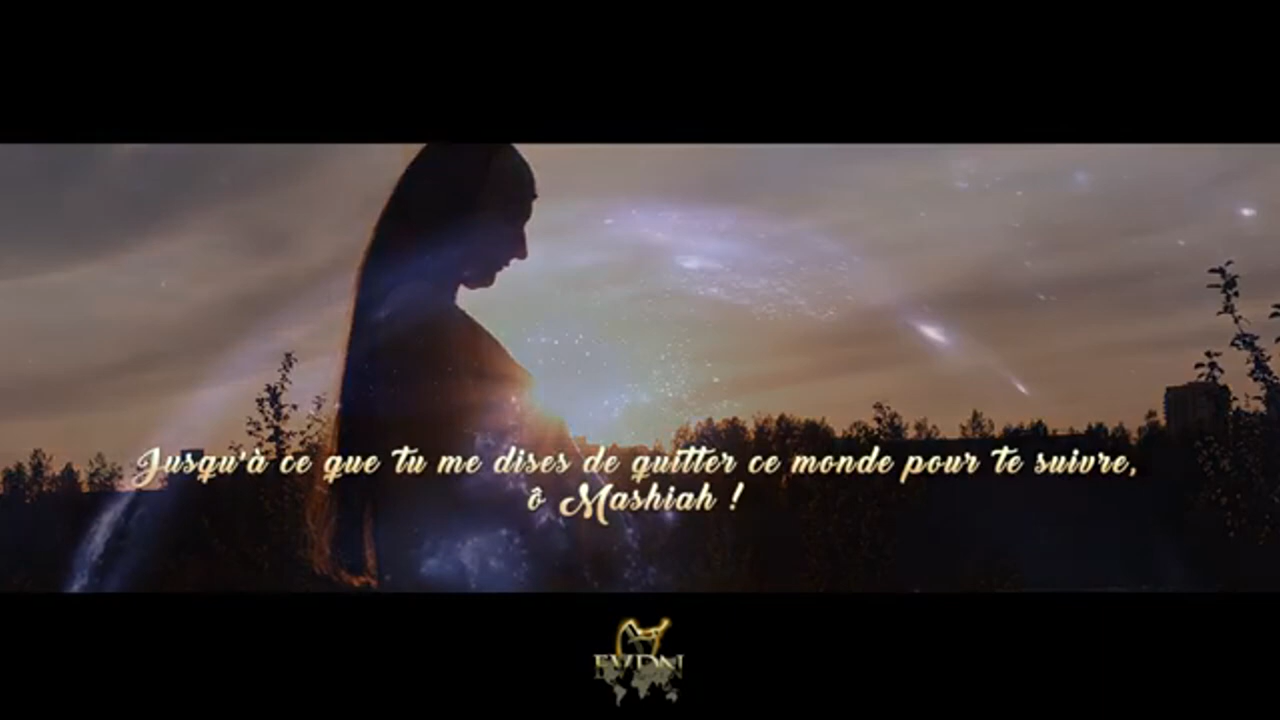 Jusqu'à ce que tu me dises de quitter ce monde pour te suivre,
ô Mashiah !